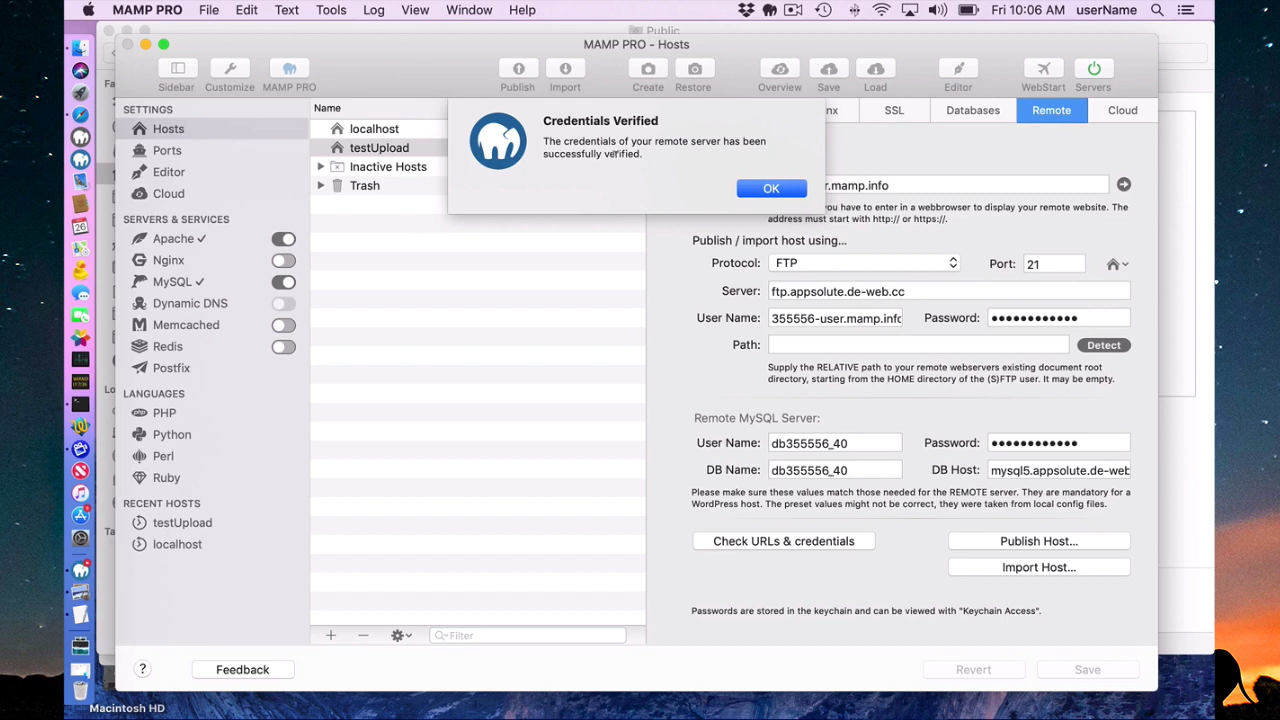 MAMP PRO File Edit Text Tools Log View Window Help Fri 10:06 AM userName
Public
MAMP PRO - Hosts
Sidebar Customize MAMP PRO Publish Import Create Restore Overview Save Load Editor WebStart Servers
SETTINGS
Hosts
Ports
Editor
Cloud
SERVERS & SERVICES
Apache ✓
Nginx
MySQL ✓
Dynamic DNS
Memcached
Redis
Postfix
LANGUAGES
PHP
Python
Perl
Ruby
RECENT HOSTS
testUpload
localhost
Name
localhost
testUpload
Inactive Hosts
Trash
Filter
nx SSL Databases Remote Cloud
Credentials Verified
The credentials of your remote server has been
successfully verified.
OK
r.mamp.info
you have to enter in a webbrowser to display your remote website. The
address must start with http:// or https://.
Publish / import host using...
Protocol: FTP Port: 21
Server: ftp.appsolute.de-web.cc
User Name: 355556-user.mamp.info Password: ●●●●●●●●●●●●
Path: Detect
Supply the RELATIVE path to your remote webservers existing document root
directory, starting from the HOME directory of the (S)FTP user. It may be empty.
Remote MySQL Server:
User Name: db355556_40 Password: ●●●●●●●●●●●●
DB Name: db355556_40 DB Host: mysql5.appsolute.de-web
Please make sure these values match those needed for the REMOTE server. They are mandatory for a
WordPress host. The preset values might not be correct, they were taken from local config files.
Check URLs & credentials Publish Host...
Import Host...
Passwords are stored in the keychain and can be viewed with "Keychain Access".
? Feedback Revert Save
Macintosh HD